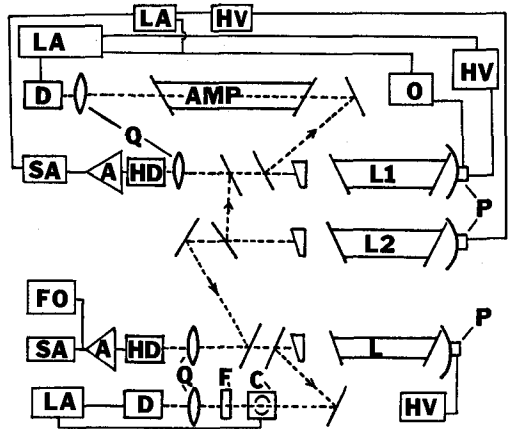 LA HV
LA
HV
D AMP O
Q
SA A HD L1
P
L2
FO
P
SA A HD L
Q F C
LA D HV